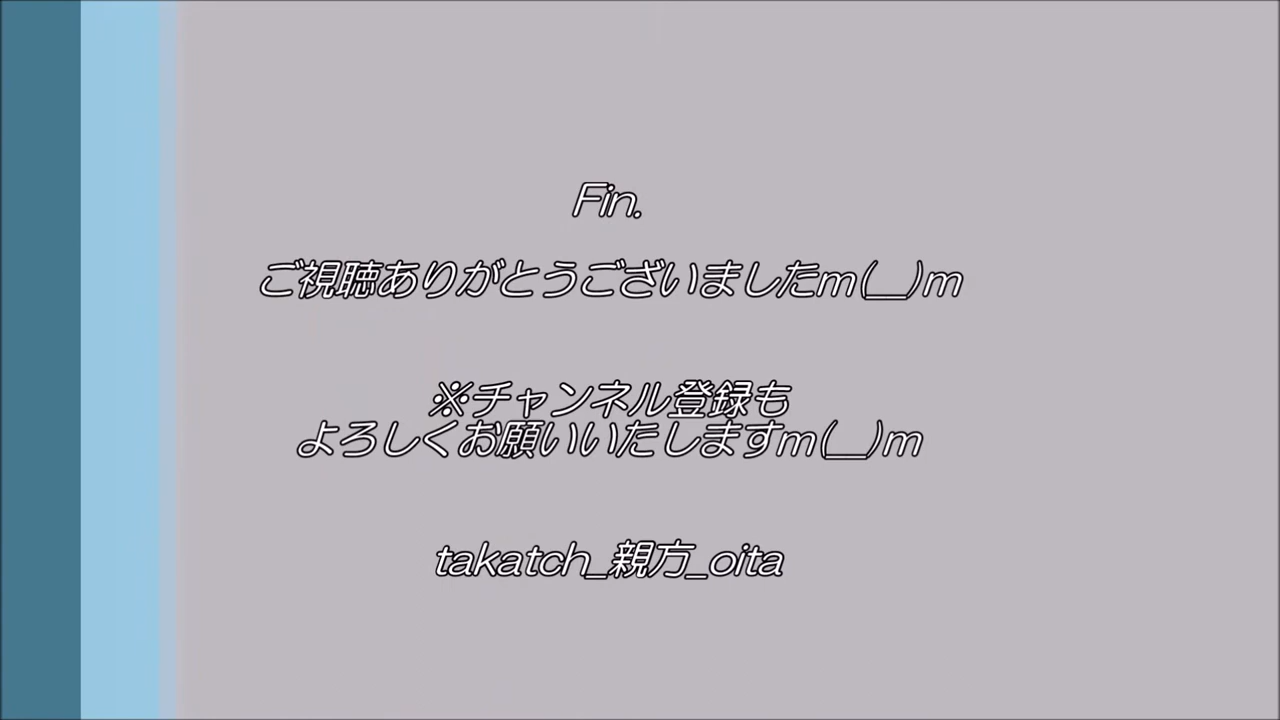 Fin.
ご視聴ありがとうございましたm(__)m
※チャンネル登録も
よろしくお願いいたしますm(__)m
takatch_親方_oita